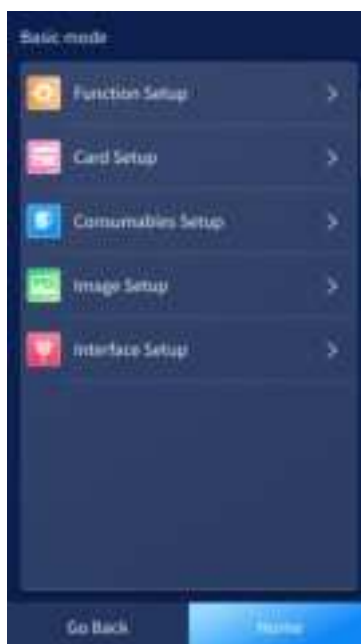 Basic mode
Function Setup
Card Setup
Consumables Setup
Image Setup
Interface Setup
Go Back
Home